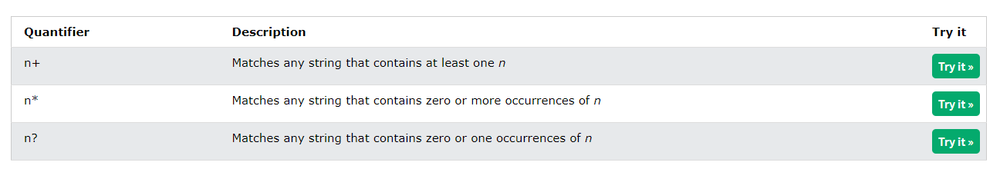 Quantifier Description Try it
n+ Matches any string that contains at least one n Try it »
n* Matches any string that contains zero or more occurrences of n Try it »
n? Matches any string that contains zero or one occurrences of n Try it »